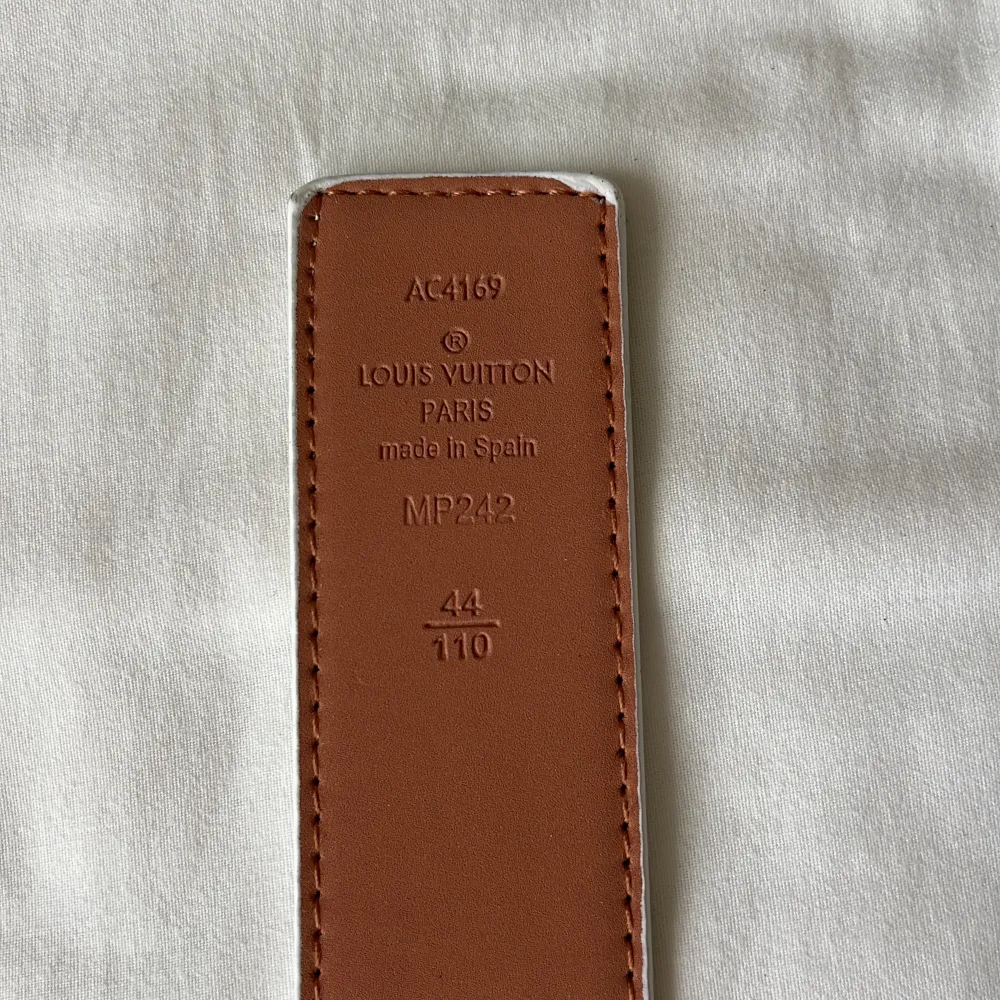 AC4169
®
LOUIS VUITTON
PARIS
made in Spain
MP242
44
110